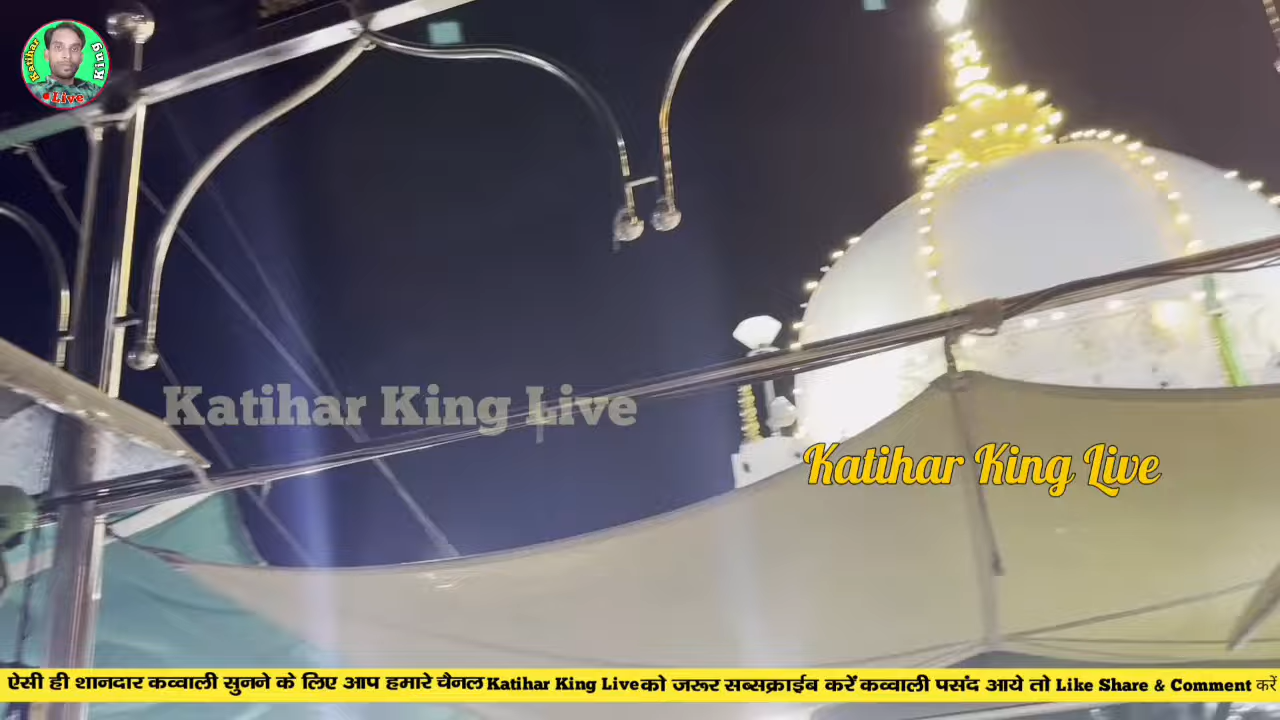 Katihar King
Live
Katihar King Live
Katihar King Live
ऐसी ही शानदार कव्वाली सुनने के लिए आप हमारे चैनल Katihar King Live को जरूर सब्सक्राईब करें कव्वाली पसंद आये तो Like Share & Comment करें